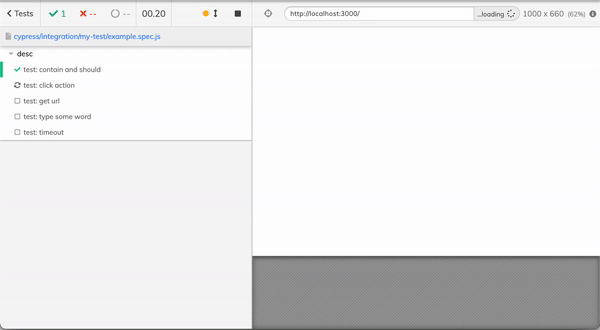 Tests 1 -- -- 00.20 http://localhost:3000/ ...loading 1000 x 660 (62%)
cypress/integration/my-test/example.spec.js
desc
test: contain and should
test: click action
test: get url
test: type some word
test: timeout